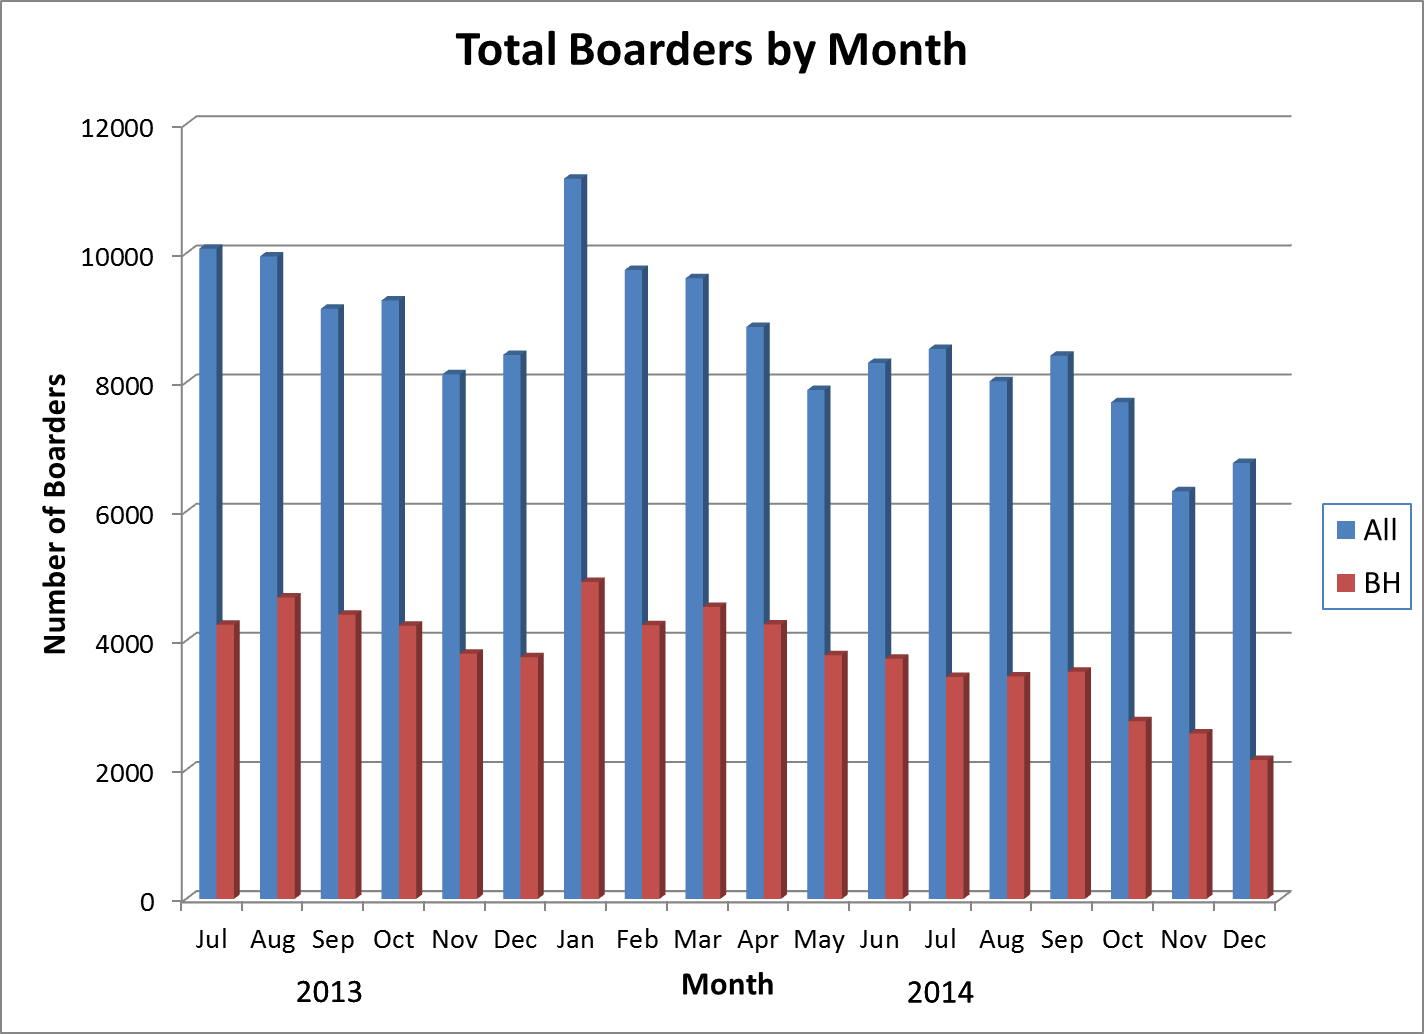 Total Boarders by Month
Number of Boarders
12000
10000
8000
6000
4000
2000
0
Jul Aug Sep Oct Nov Dec Jan Feb Mar Apr May Jun Jul Aug Sep Oct Nov Dec
2013 Month 2014
All
BH